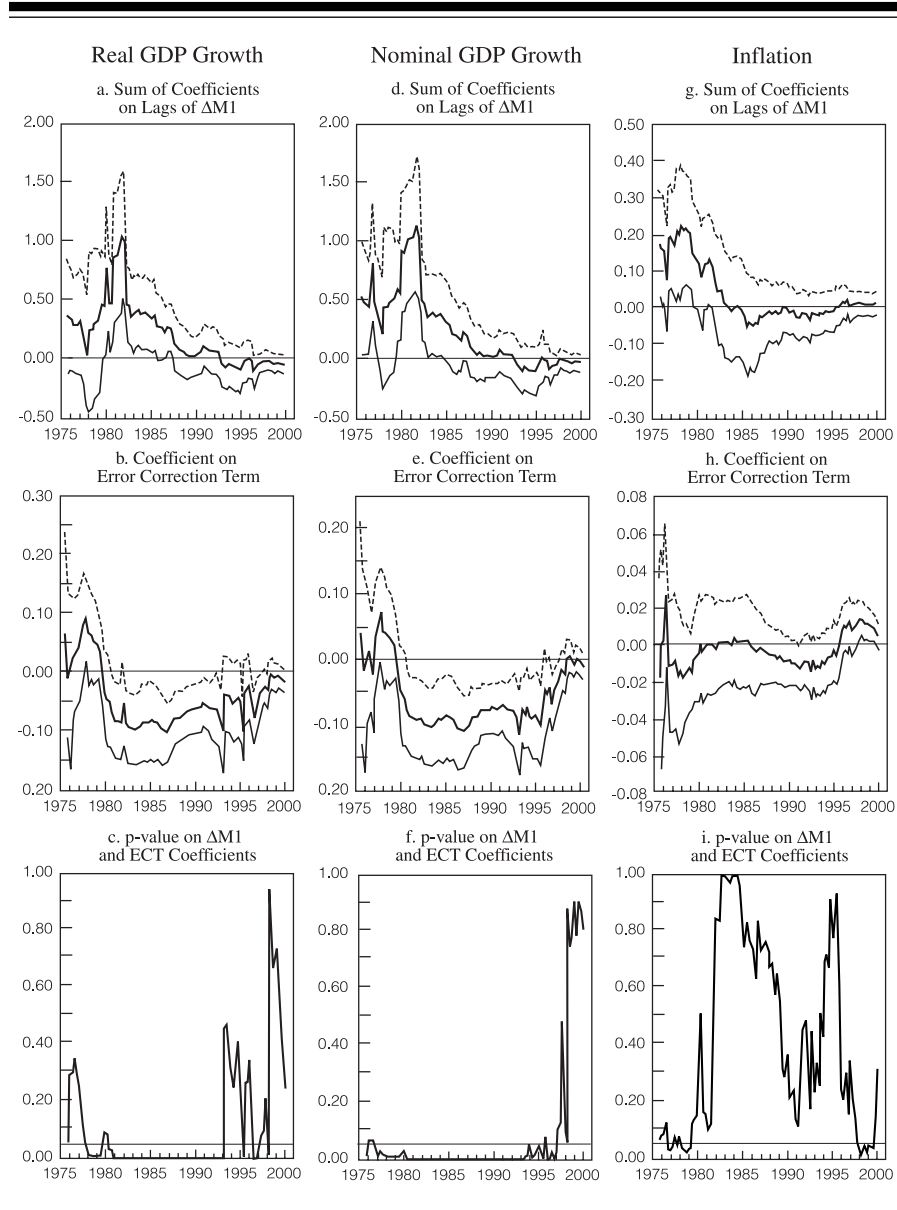 Real GDP Growth
Nominal GDP Growth
Inflation
a. Sum of Coefficients
on Lags of ΔM1
d. Sum of Coefficients
on Lags of ΔM1
g. Sum of Coefficients
on Lags of ΔM1
2.00
1.50
1.00
0.50
0.00
-0.50
1975 1980 1985 1990 1995 2000
2.00
1.50
1.00
0.50
0.00
-0.50
1975 1980 1985 1990 1995 2000
0.50
0.40
0.30
0.20
0.10
0.00
-0.10
-0.20
-0.30
1975 1980 1985 1990 1995 2000
b. Coefficient on
Error Correction Term
e. Coefficient on
Error Correction Term
h. Coefficient on
Error Correction Term
0.30
0.20
0.10
0.00
-0.10
0.20
1975 1980 1985 1990 1995 2000
0.20
0.10
0.00
-0.10
0.20
1975 1980 1985 1990 1995 2000
0.08
0.06
0.04
0.02
0.00
-0.02
-0.04
-0.06
-0.08
1975 1980 1985 1990 1995 2000
c. p-value on ΔM1
and ECT Coefficients
f. p-value on ΔM1
and ECT Coefficients
i. p-value on ΔM1
and ECT Coefficients
1.00
0.80
0.60
0.40
0.20
0.00
1975 1980 1985 1990 1995 2000
1.00
0.80
0.60
0.40
0.20
0.00
1975 1980 1985 1990 1995 2000
1.00
0.80
0.60
0.40
0.20
0.00
1975 1980 1985 1990 1995 2000